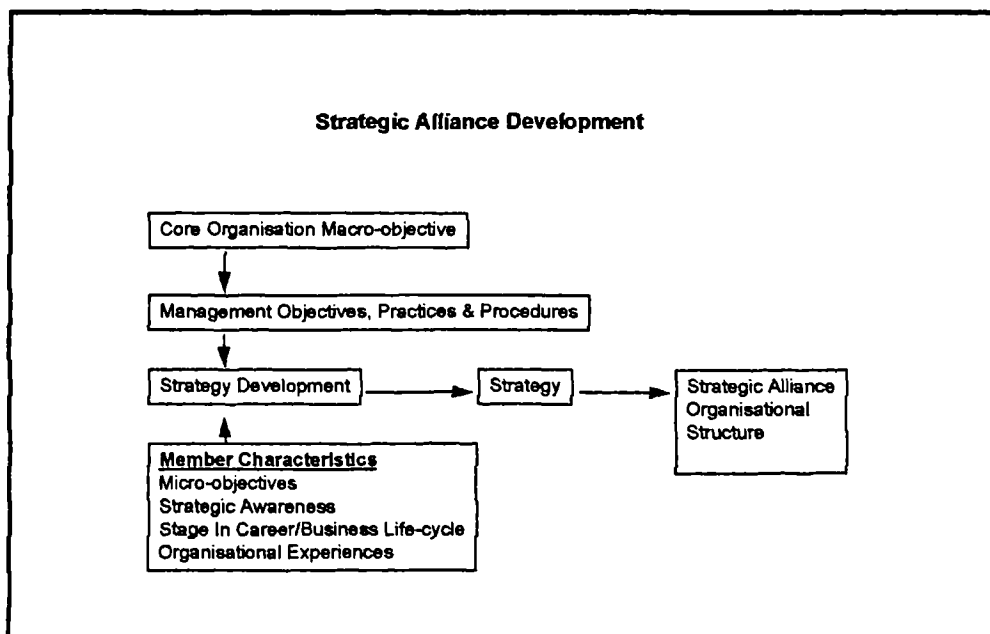 Strategic Alliance Development
Core Organisation Macro-objective
Management Objectives, Practices & Procedures
Strategy Development
Strategy
Strategic Alliance
Organisational
Structure
Member Characteristics
Micro-objectives
Strategic Awareness
Stage In Career/Business Life-cycle
Organisational Experiences